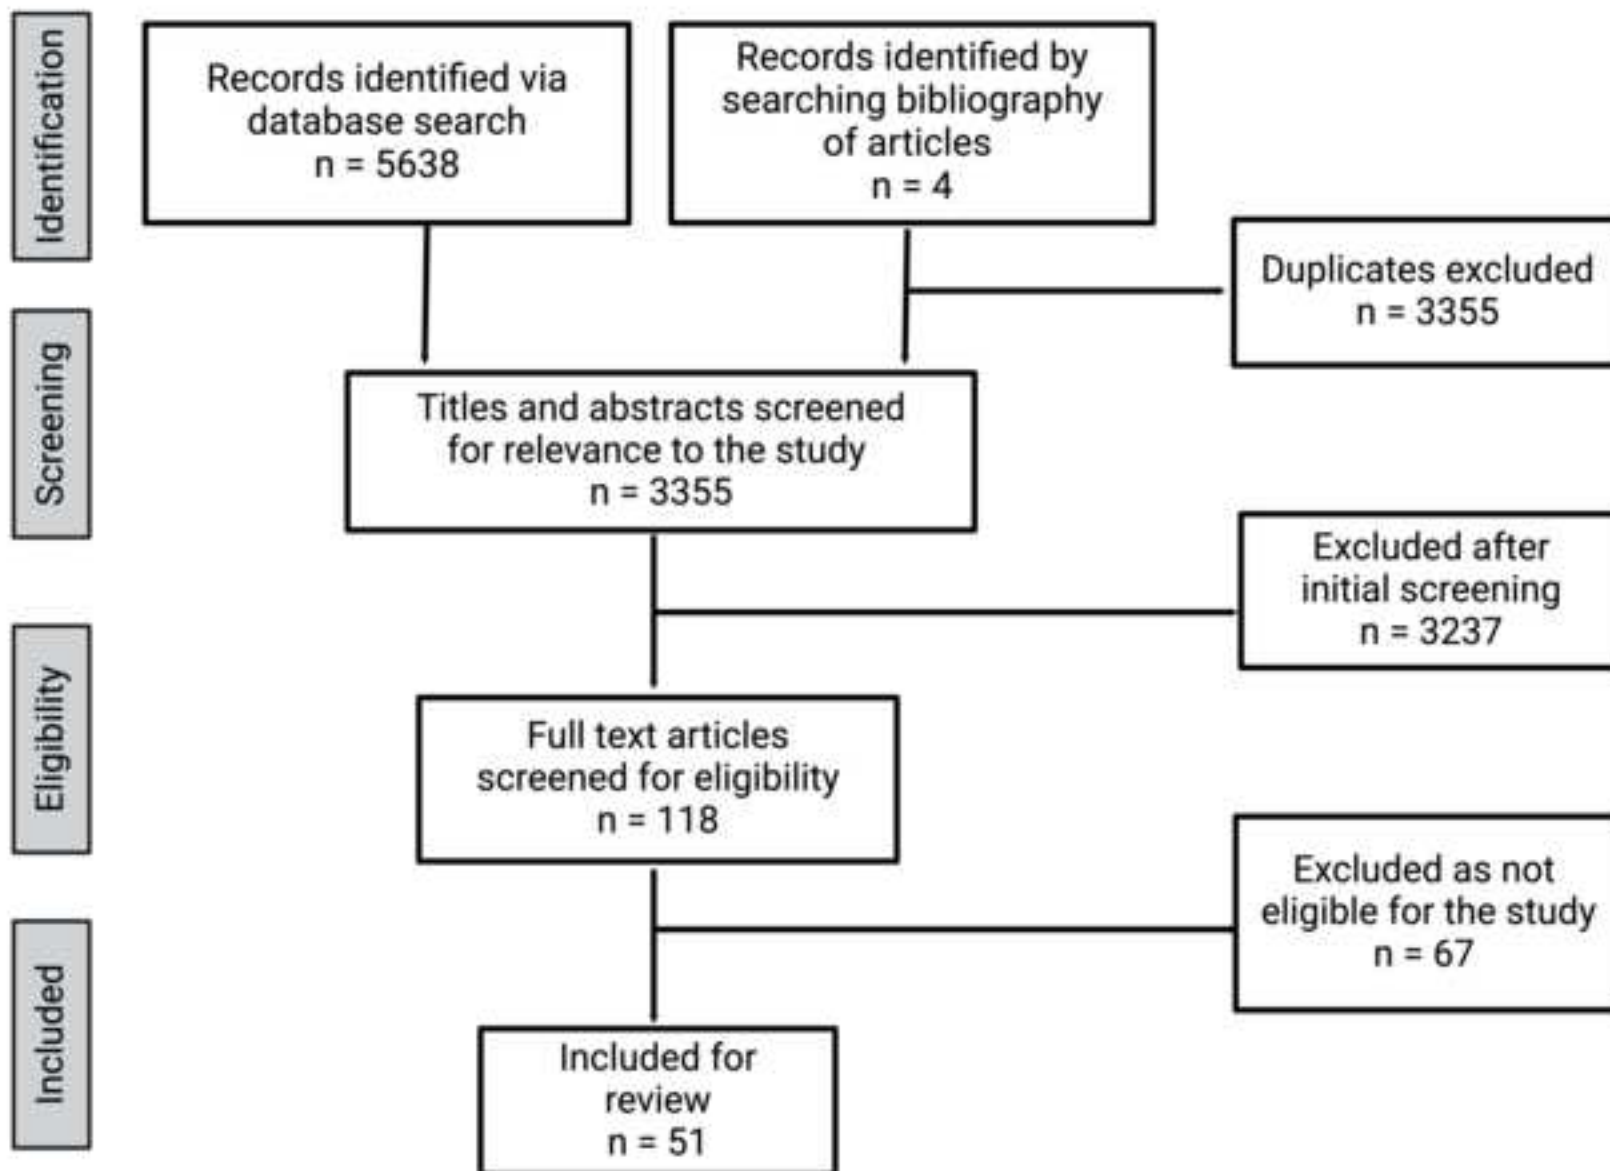 Identification
Records identified via
database search
n = 5638
Records identified by
searching bibliography
of articles
n = 4
Duplicates excluded
n = 3355
Screening
Titles and abstracts screened
for relevance to the study
n = 3355
Excluded after
initial screening
n = 3237
Eligibility
Full text articles
screened for eligibility
n = 118
Excluded as not
eligible for the study
n = 67
Included
Included for
review
n = 51